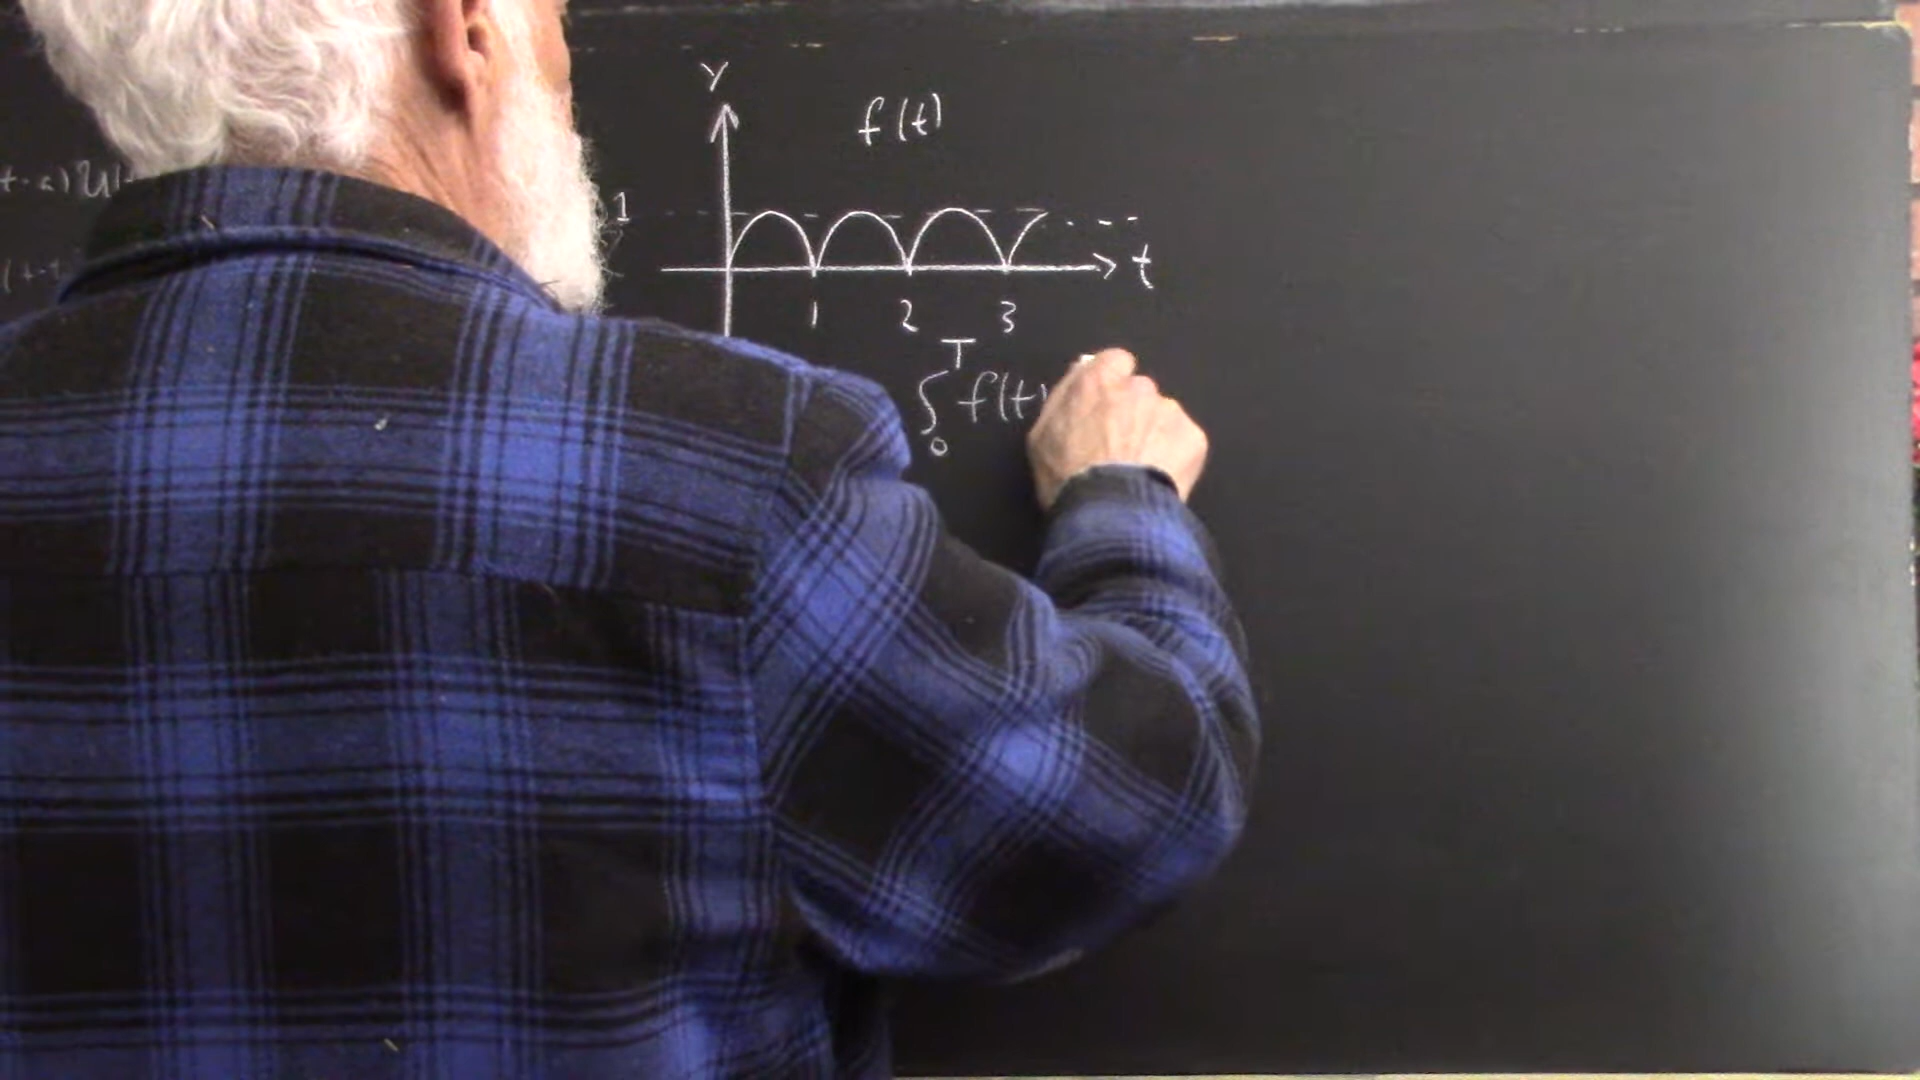 y
f(t)
t-a)U(t-
1
t
(t-
1 2 3
T
∫ f(t)
0